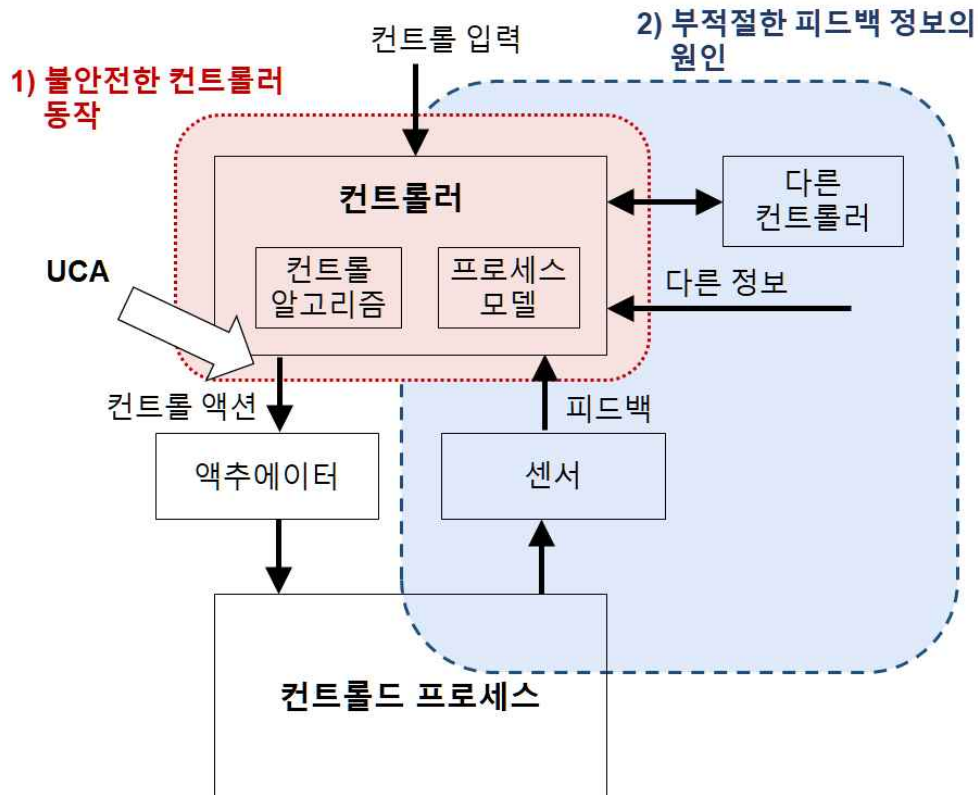 컨트롤 입력
2) 부적절한 피드백 정보의
원인
1) 불안전한 컨트롤러
동작
컨트롤러
다른
컨트롤러
UCA
컨트롤
알고리즘
프로세스
모델
다른 정보
컨트롤 액션
피드백
액추에이터
센서
컨트롤드 프로세스